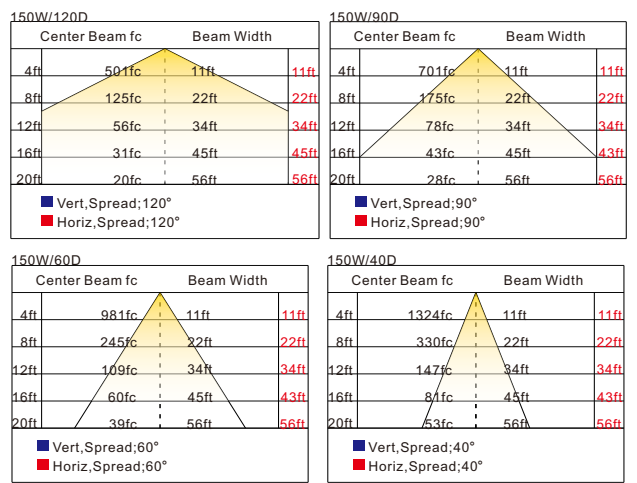 150W/120D
Center Beam fc Beam Width
4ft 501fc 11ft 11ft
8ft 125fc 22ft 22ft
12ft 56fc 34ft 34ft
16ft 31fc 45ft 45ft
20ft 20fc 56ft 56ft
Vert,Spread;120°
Horiz,Spread;120°
150W/90D
Center Beam fc Beam Width
4ft 701fc 11ft 11ft
8ft 175fc 22ft 22ft
12ft 78fc 34ft 34ft
16ft 43fc 45ft 43ft
20ft 28fc 56ft 56ft
Vert,Spread;90°
Horiz,Spread;90°
150W/60D
Center Beam fc Beam Width
4ft 981fc 11ft 11ft
8ft 245fc 22ft 22ft
12ft 109fc 34ft 34ft
16ft 60fc 45ft 43ft
20ft 39fc 56ft 56ft
Vert,Spread;60°
Horiz,Spread;60°
150W/40D
Center Beam fc Beam Width
4ft 1324fc 11ft 11ft
8ft 330fc 22ft 22ft
12ft 147fc 34ft 34ft
16ft 81fc 45ft 43ft
20ft 53fc 56ft 56ft
Vert,Spread;40°
Horiz,Spread;40°